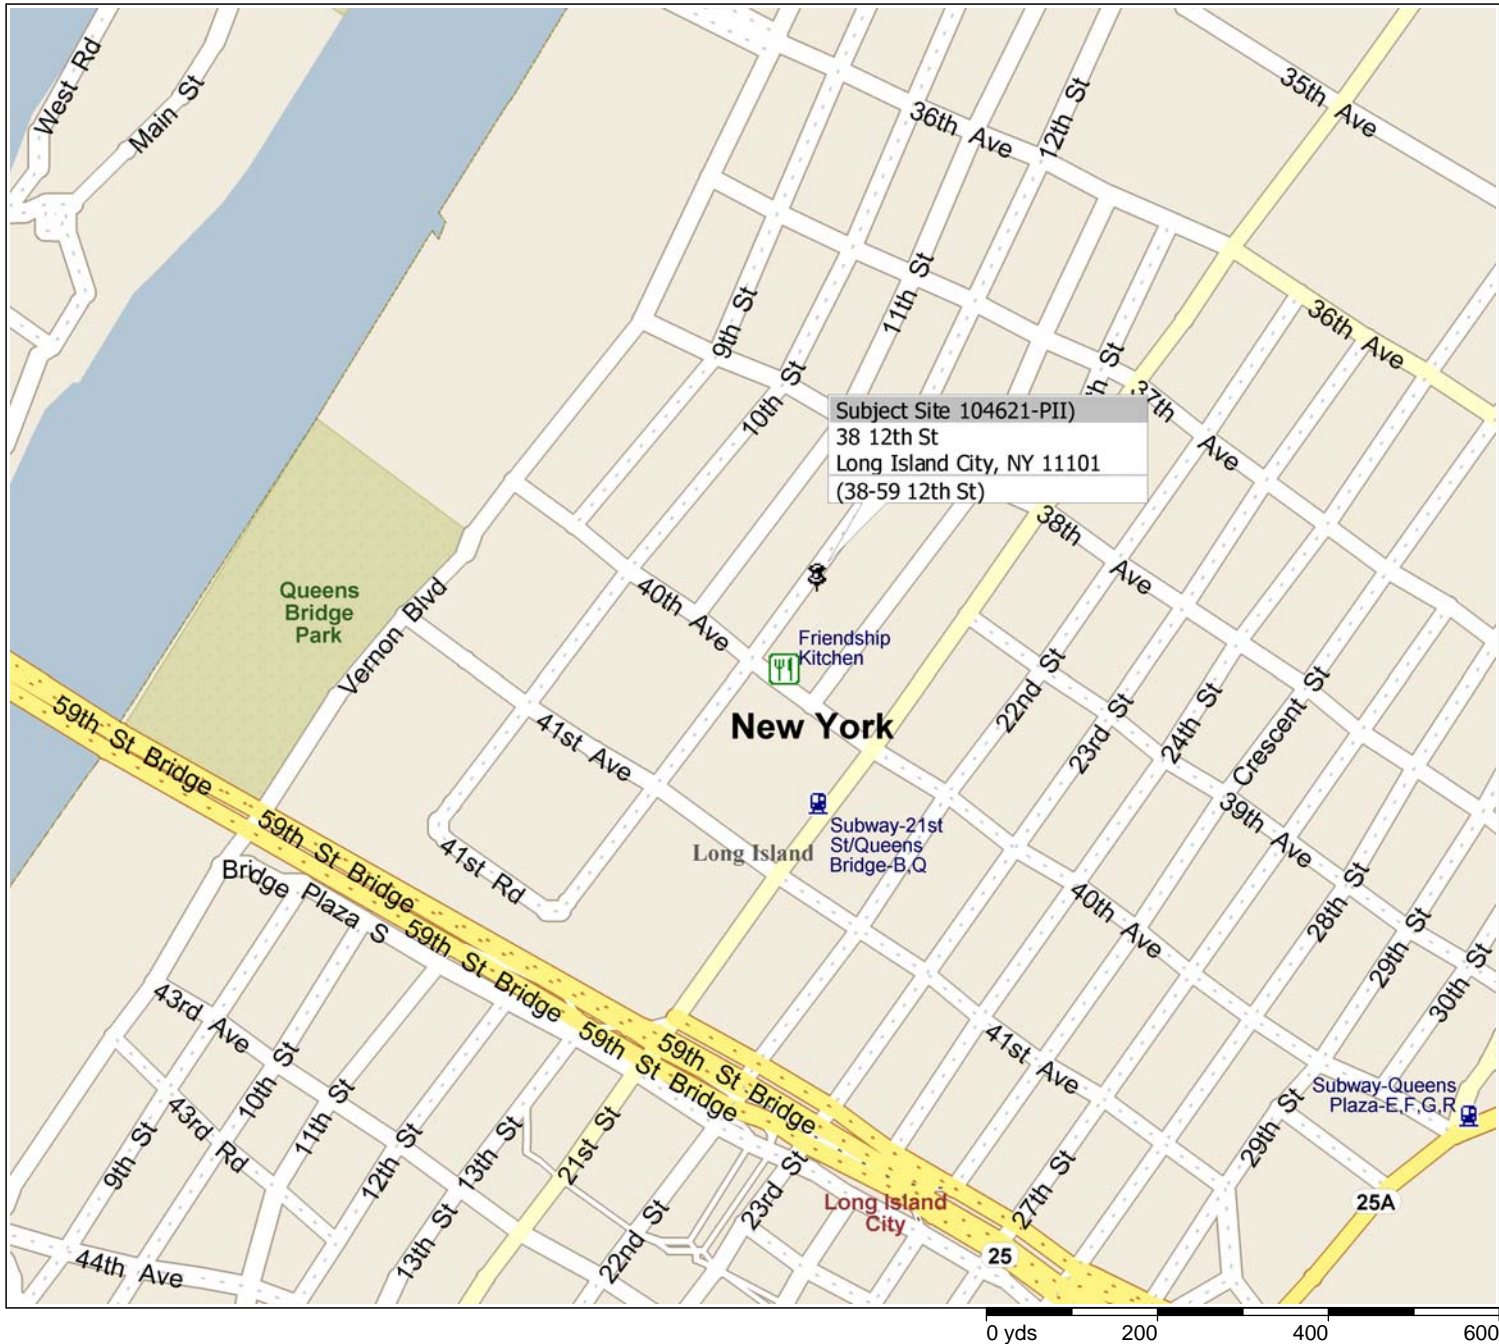 West Rd
Main St
36th Ave
12th St
35th Ave
11th St
9th St
10th St
36th Ave
th St
37th Ave
Subject Site 104621-PII)
38 12th St
Long Island City, NY 11101
(38-59 12th St)
38th Ave
Queens
Bridge
Park
Vernon Blvd
40th Ave
Friendship
Kitchen
22nd St
23rd St
24th St
Crescent St
New York
59th St Bridge
41st Ave
39th Ave
Subway-21st
St/Queens
Bridge-B,Q
Long Island
59th St Bridge
41st Rd
Bridge Plaza S
40th Ave
28th St
29th St
30th St
59th St Bridge
43rd Ave
59th St Bridge
59th St Bridge
41st Ave
Subway-Queens
Plaza-E,F,G,R
10th St
11th St
43rd Rd
9th St
12th St
13th St
21st St
29th St
23rd St
27th St
Long Island
City
25A
13th St
22nd St
44th Ave
25
0 yds 200 400 600